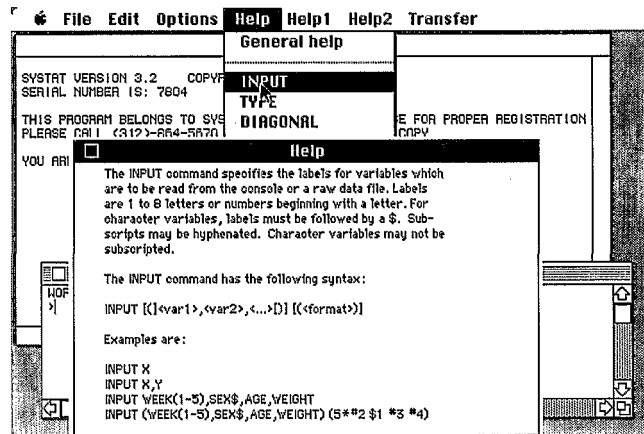 File Edit Options Help Help1 Help2 Transfer
General help
INPUT
TYPE
DIAGONAL
SYSTAT VERSION 3.2 COPYR
SERIAL NUMBER IS: 7804
THIS PROGRAM BELONGS TO SYS E FOR PROPER REGISTRATION
PLEASE CALL (312)-864-5670 COPY
YOU ARE
Help
The INPUT command specifies the labels for variables which
are to be read from the console or a raw data file. Labels
are 1 to 8 letters or numbers beginning with a letter. For
character variables, labels must be followed by a $. Sub-
scripts may be hyphenated. Character variables may not be
subscripted.
The INPUT command has the following syntax:
INPUT [(]<var1>,<var2>,<...>[)] [(<format>)]
Examples are:
INPUT X
INPUT X,Y
INPUT WEEK(1-5),SEX$,AGE,WEIGHT
INPUT (WEEK(1-5),SEX$,AGE,WEIGHT) (5*#2 $1 #3 #4)
WOR
>